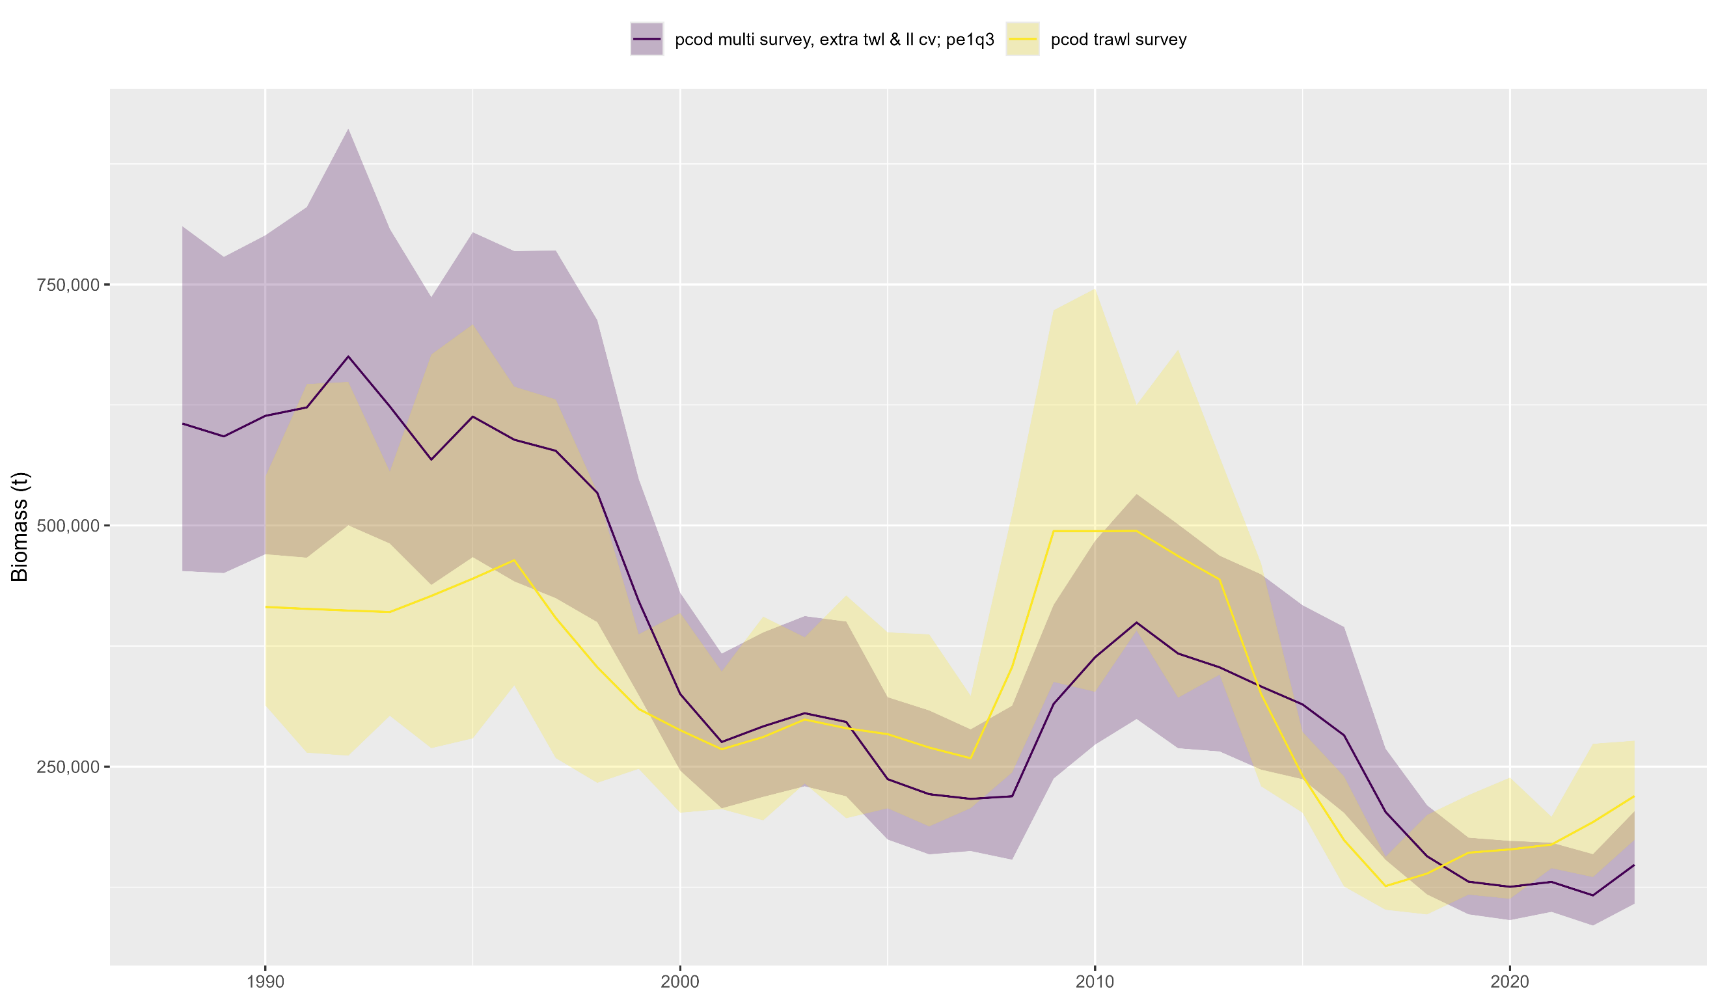 pcod multi survey, extra twl & ll cv; pe1q3 pcod trawl survey
Biomass (t)
750,000
500,000
250,000
1990 2000 2010 2020